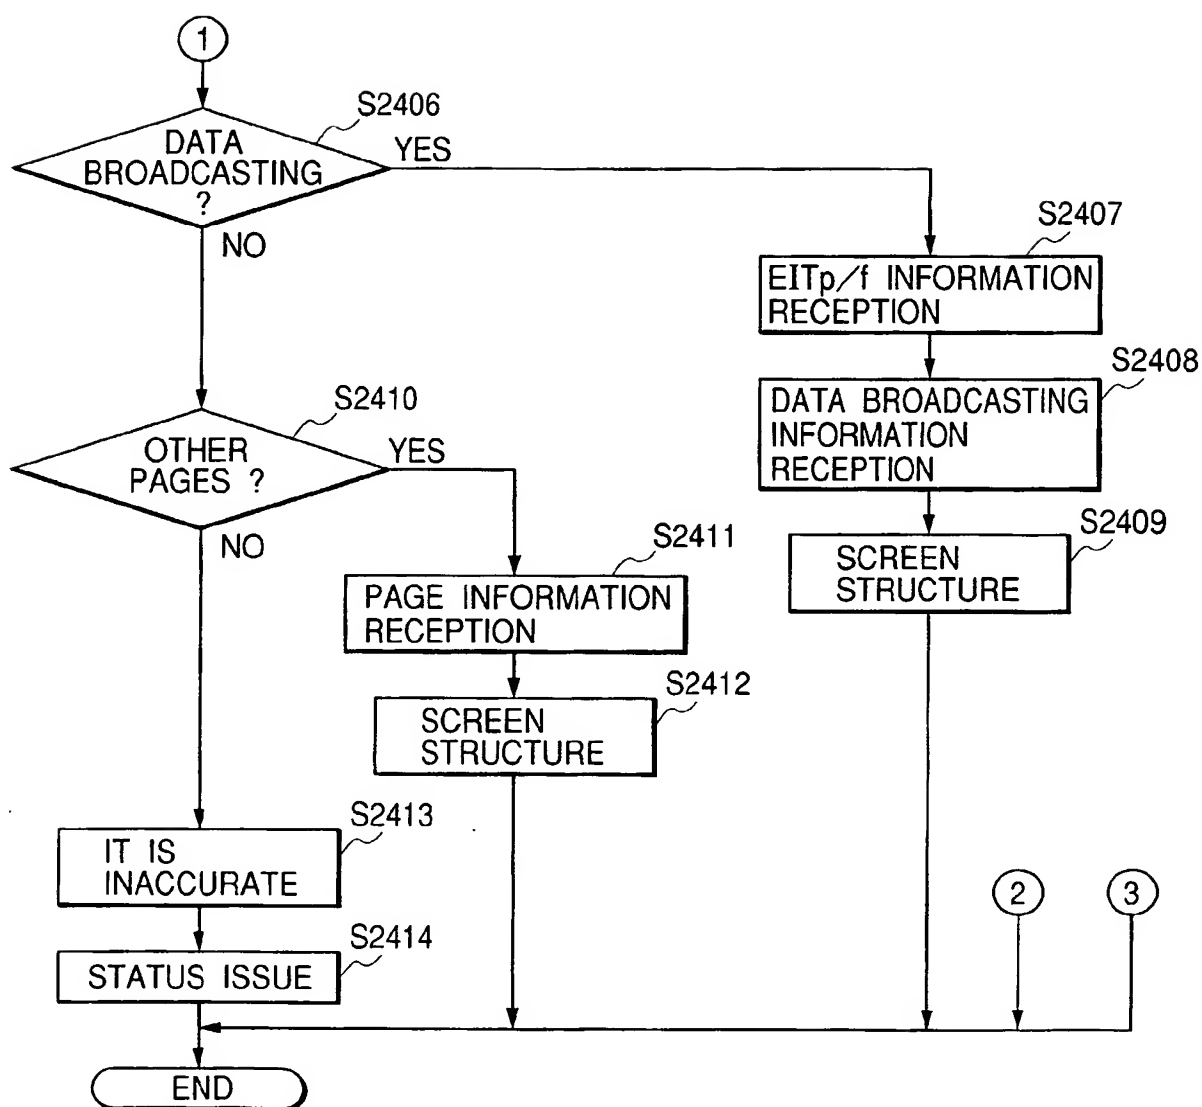 1
S2406
DATA
BROADCASTING
?
YES
NO
S2407
EITp/f INFORMATION
RECEPTION
S2408
DATA BROADCASTING
INFORMATION
RECEPTION
S2409
SCREEN
STRUCTURE
S2410
OTHER
PAGES ?
YES
NO
S2411
PAGE INFORMATION
RECEPTION
S2412
SCREEN
STRUCTURE
S2413
IT IS
INACCURATE
S2414
STATUS ISSUE
2
3
END